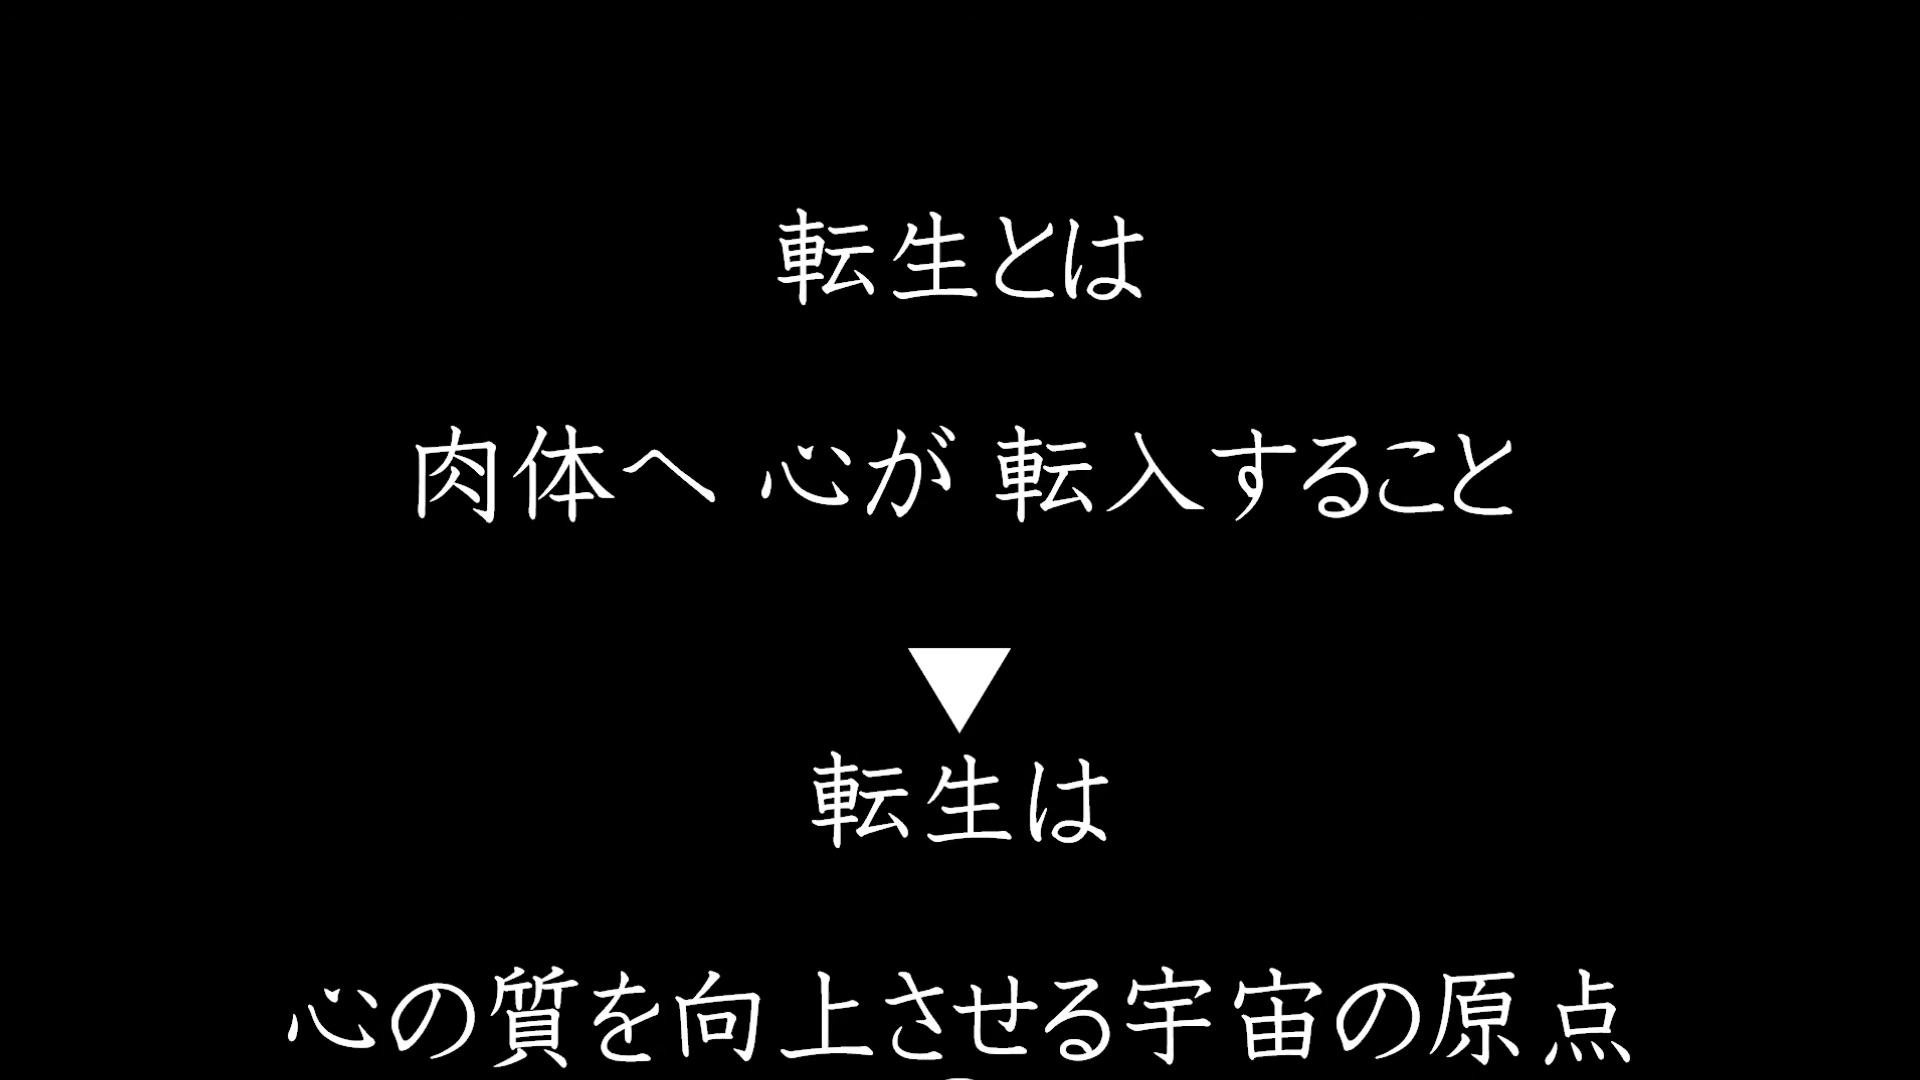 転生とは
肉体へ 心が 転入すること
▼
転生は
心の質を向上させる宇宙の原点